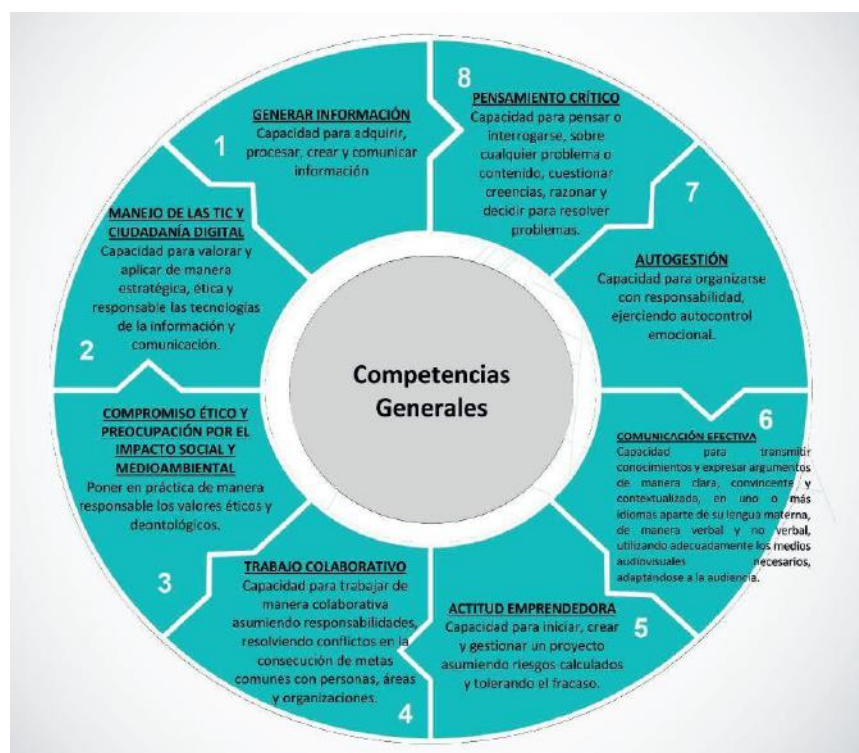 1
GENERAR INFORMACIÓN
Capacidad para adquirir,
procesar, crear y comunicar
información
2
MANEJO DE LAS TIC Y
CIUDADANÍA DIGITAL
Capacidad para valorar y
aplicar de manera
estratégica, ética y
responsable las tecnologías
de la información y
comunicación.
3
COMPROMISO ÉTICO Y
PREOCUPACIÓN POR EL
IMPACTO SOCIAL Y
MEDIOAMBIENTAL
Poner en práctica de manera
responsable los valores éticos y
deontológicos.
4
TRABAJO COLABORATIVO
Capacidad para trabajar de
manera colaborativa
asumiendo responsabilidades,
resolviendo conflictos en la
consecución de metas
comunes con personas, áreas
y organizaciones.
5
ACTITUD EMPRENDEDORA
Capacidad para iniciar, crear
y gestionar un proyecto
asumiendo riesgos calculados
y tolerando el fracaso.
6
COMUNICACIÓN EFECTIVA
Capacidad para transmitir
conocimientos y expresar argumentos
de manera clara, convincente y
contextualizada, en uno o más
idiomas aparte de su lengua materna,
de manera verbal y no verbal,
utilizando adecuadamente los medios
audiovisuales necesarios,
adaptándose a la audiencia.
7
AUTOGESTIÓN
Capacidad para organizarse
con responsabilidad,
ejerciendo autocontrol
emocional.
8
PENSAMIENTO CRÍTICO
Capacidad para pensar o
interrogarse, sobre
cualquier problema o
contenido, cuestionar
creencias, razonar y
decidir para resolver
problemas.
Competencias
Generales